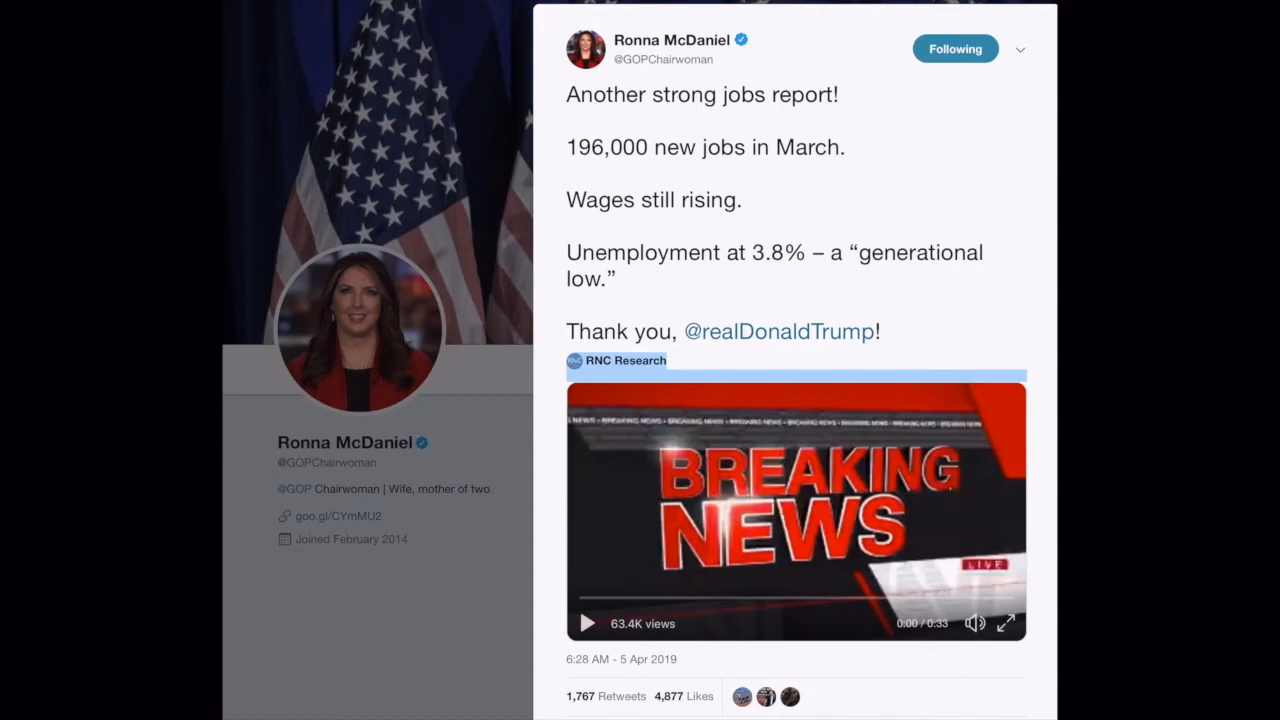 Ronna McDaniel
@GOPChairwoman
Following
Another strong jobs report!
196,000 new jobs in March.
Wages still rising.
Unemployment at 3.8% – a “generational
low.”
Thank you, @realDonaldTrump!
RNC RNC Research
BREAKING
NEWS
LIVE
63.4K views
0:00 / 0:33
6:28 AM - 5 Apr 2019
1,767 Retweets 4,877 Likes
Ronna McDaniel
@GOPChairwoman
@GOP Chairwoman | Wife, mother of two
goo.gl/CYmMU2
Joined February 2014